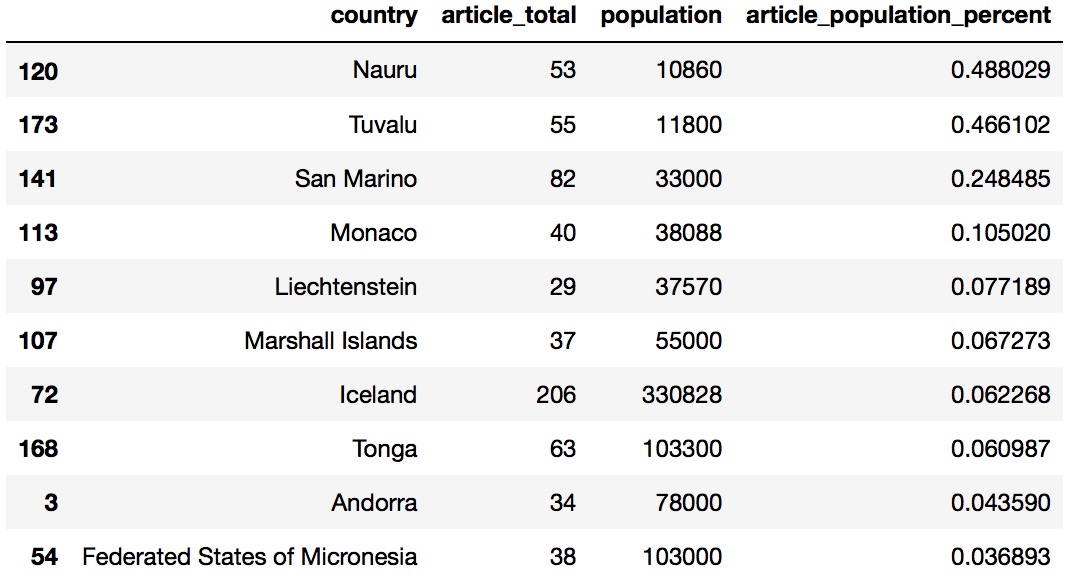 country article_total population article_population_percent
120 Nauru 53 10860 0.488029
173 Tuvalu 55 11800 0.466102
141 San Marino 82 33000 0.248485
113 Monaco 40 38088 0.105020
97 Liechtenstein 29 37570 0.077189
107 Marshall Islands 37 55000 0.067273
72 Iceland 206 330828 0.062268
168 Tonga 63 103300 0.060987
3 Andorra 34 78000 0.043590
54 Federated States of Micronesia 38 103000 0.036893